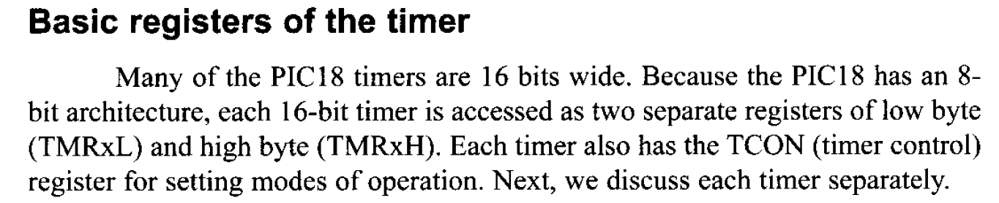 Basic registers of the timer
Many of the PIC18 timers are 16 bits wide. Because the PIC18 has an 8-
bit architecture, each 16-bit timer is accessed as two separate registers of low byte
(TMRxL) and high byte (TMRxH). Each timer also has the TCON (timer control)
register for setting modes of operation. Next, we discuss each timer separately.